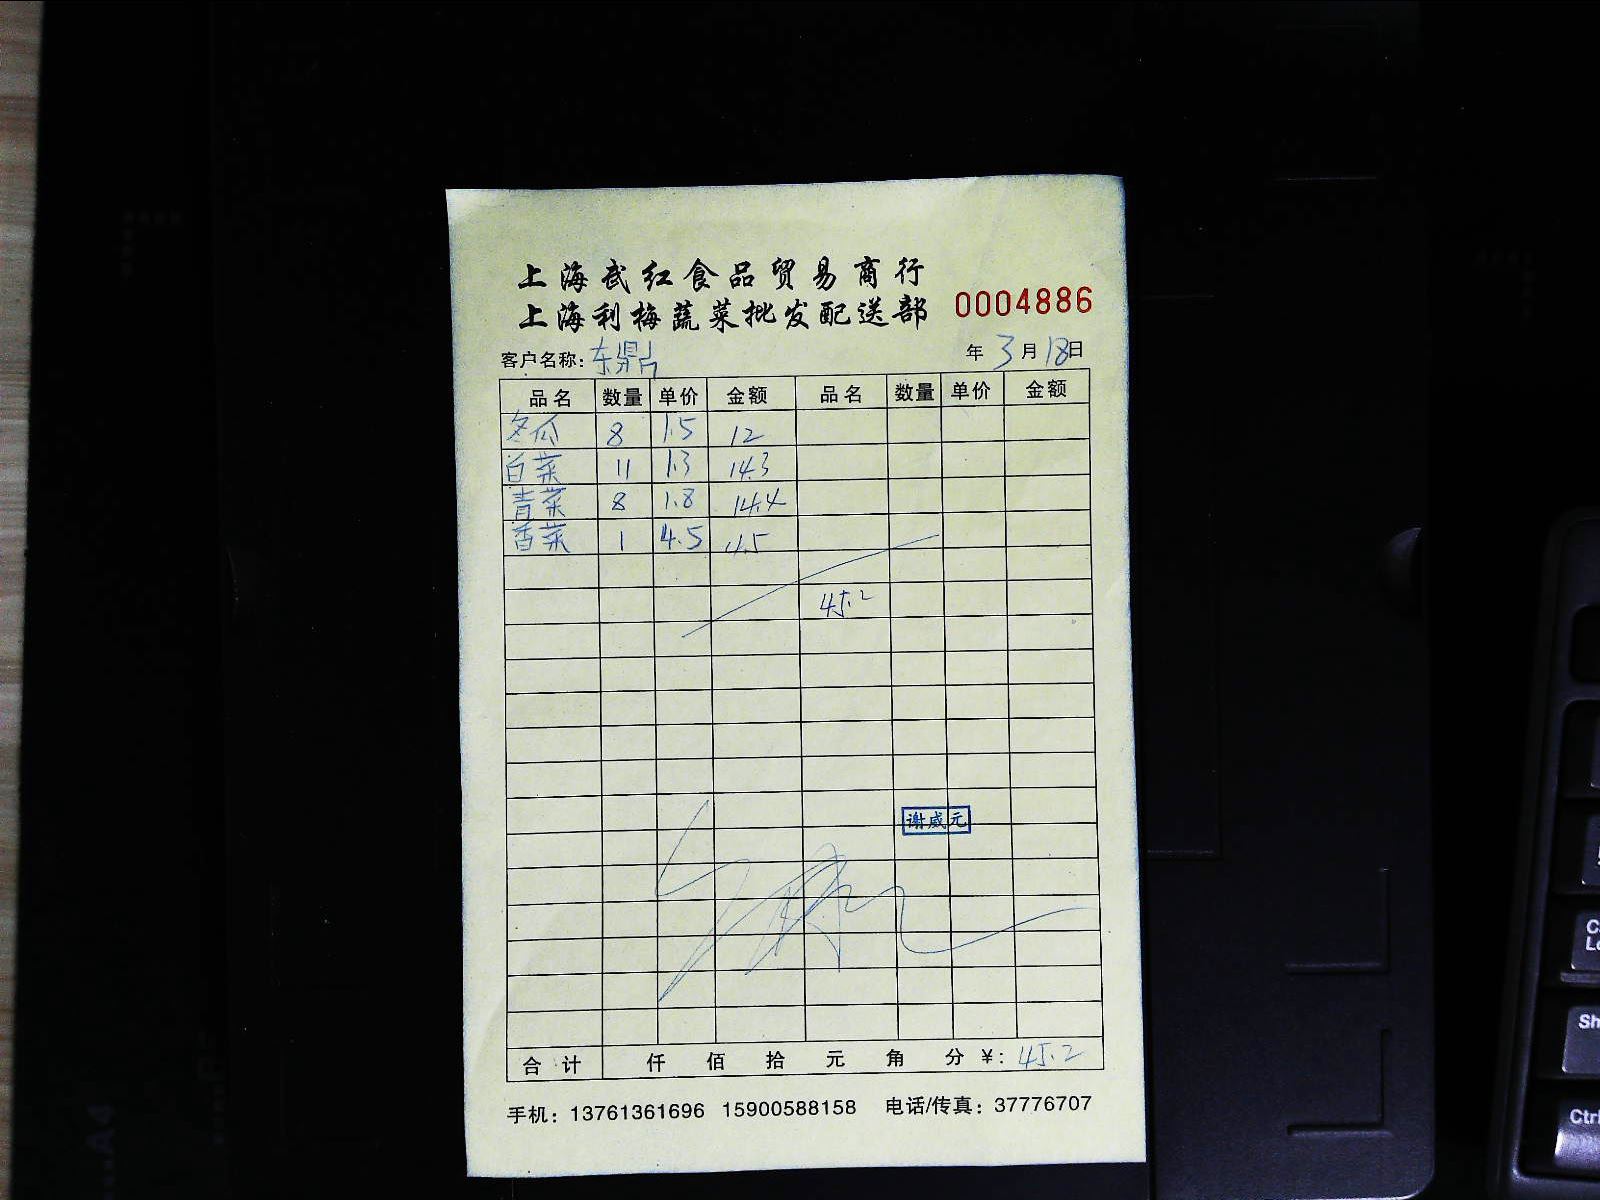 上海武红食品贸易商行
上海利梅蔬菜批发配送部 0004886
客户名称: 东鼎 年 3 月 18 日
品名 数量 单价 金额 品名 数量 单价 金额
冬瓜 8 1.5 12
白菜 11 1.3 14.3
青菜 8 1.8 14.4
香菜 1 4.5 4.5
45.2
谢威元
合计 仟 佰 拾 元 角 分 ¥: 45.2
手机: 13761361696 15900588158 电话/传真: 37776707
A4
Sh
Ctrl